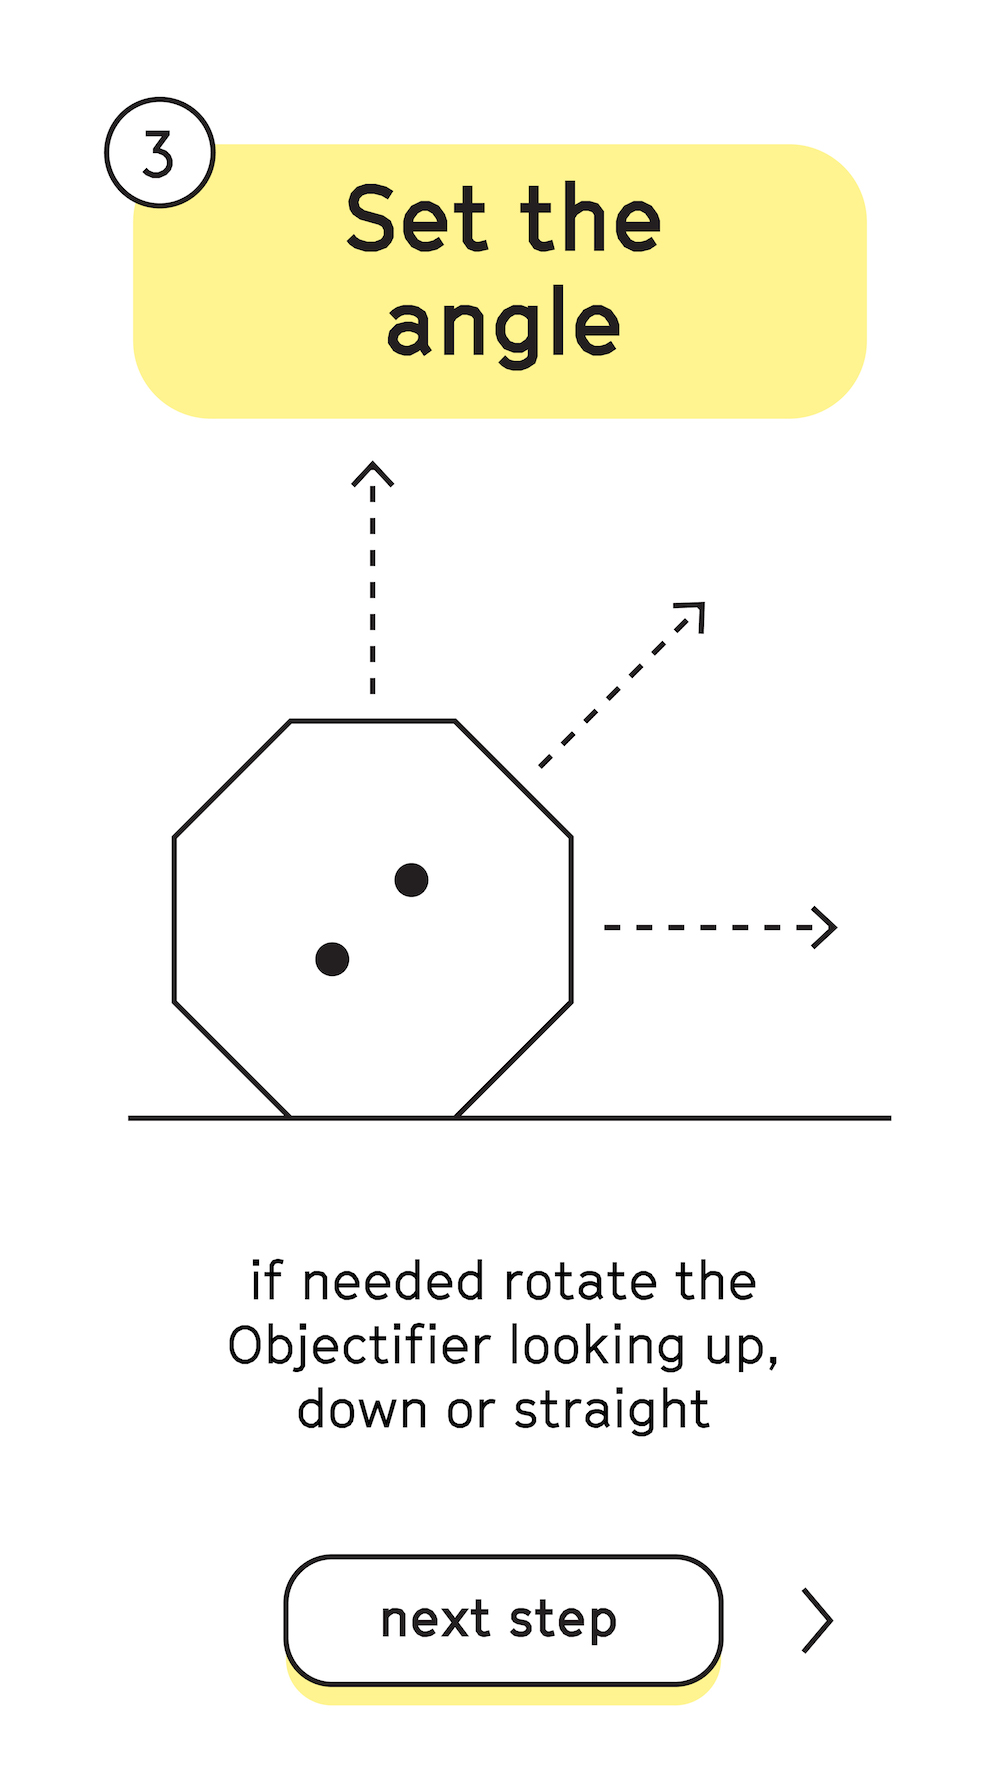 3
Set the
angle
if needed rotate the
Objectifier looking up,
down or straight
next step